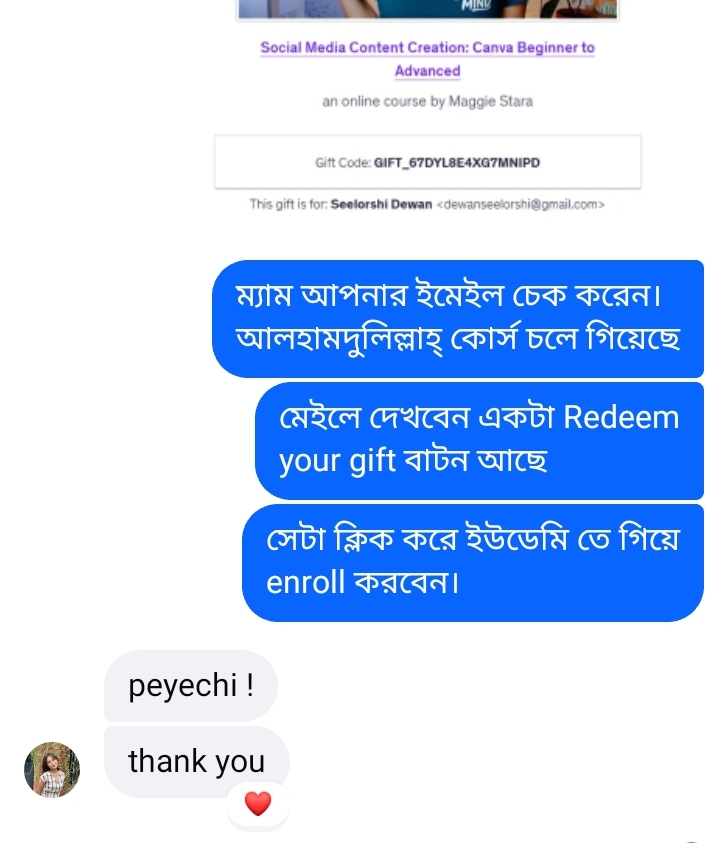 MIND
Social Media Content Creation: Canva Beginner to
Advanced
an online course by Maggie Stara
Gift Code: GIFT_67DYL8E4XG7MNIPD
This gift is for: Seelorshi Dewan <dewanseelorshi@gmail.com>
ম্যাম আপনার ইমেইল চেক করেন।
আলহামদুলিল্লাহ্ কোর্স চলে গিয়েছে
মেইলে দেখবেন একটা Redeem
your gift বাটন আছে
সেটা ক্লিক করে ইউডেমি তে গিয়ে
enroll করবেন।
peyechi !
thank you